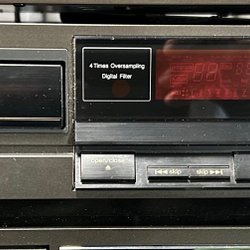 4 Times Oversampling
Digital Filter
open/close
skip
skip